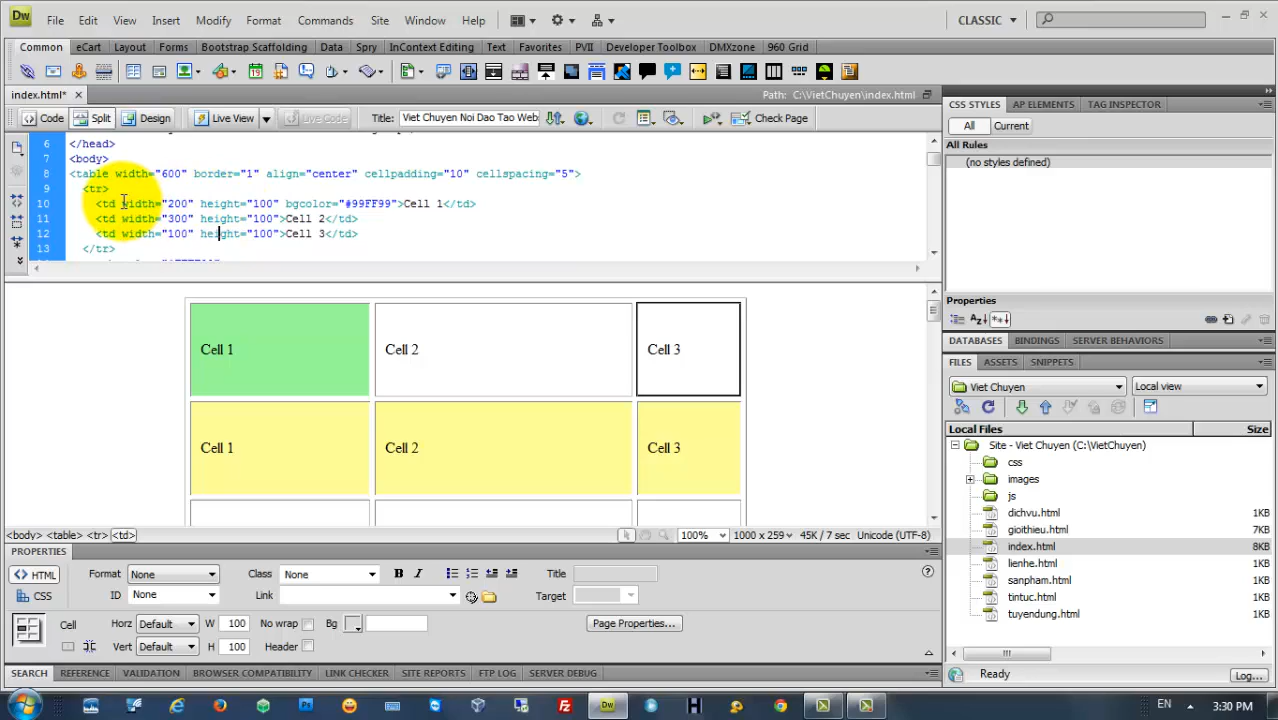 Dw File Edit View Insert Modify Format Commands Site Window Help CLASSIC
Common eCart Layout Forms Bootstrap Scaffolding Data Spry InContext Editing Text Favorites PVII Developer Toolbox DMXzone 960 Grid
index.html* Path: C:\VietChuyen\index.html
Code Split Design Live View Live Code Title: Viet Chuyen Noi Dao Tao Web Check Page
6 </head>
7 <body>
8 <table width="600" border="1" align="center" cellpadding="10" cellspacing="5">
9 <tr>
10 <td width="200" height="100" bgcolor="#99FF99">Cell 1</td>
11 <td width="300" height="100">Cell 2</td>
12 <td width="100" height="100">Cell 3</td>
13 </tr>
Cell 1 Cell 2 Cell 3
Cell 1 Cell 2 Cell 3
<body> <table> <tr> <td> 100% 1000 x 259 45K / 7 sec Unicode (UTF-8)
PROPERTIES
HTML Format None Class None B I Title
CSS ID None Link Target
Cell Horz Default W 100 No wrap Bg Page Properties...
Vert Default H 100 Header
SEARCH REFERENCE VALIDATION BROWSER COMPATIBILITY LINK CHECKER SITE REPORTS FTP LOG SERVER DEBUG
CSS STYLES AP ELEMENTS TAG INSPECTOR
All Current
All Rules
(no styles defined)
Properties
DATABASES BINDINGS SERVER BEHAVIORS
FILES ASSETS SNIPPETS
Viet Chuyen Local view
Local Files Size
Site - Viet Chuyen (C:\VietChuyen)
css
images
js
dichvu.html 1KB
gioithieu.html 7KB
index.html 8KB
lienhe.html 1KB
sanpham.html 1KB
tintuc.html 1KB
tuyendung.html 1KB
Ready Log...
EN 3:30 PM